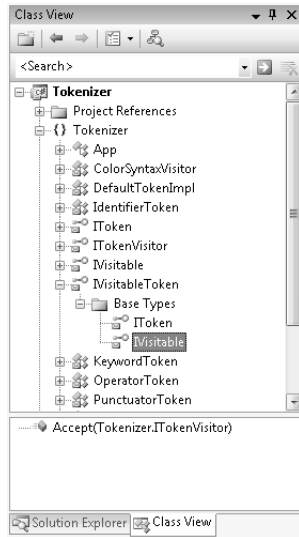 Class View
<Search>
Tokenizer
Project References
{} Tokenizer
App
ColorSyntaxVisitor
DefaultTokenImpl
IdentifierToken
IToken
ITokenVisitor
IVisitable
IVisitableToken
Base Types
IToken
IVisitable
KeywordToken
OperatorToken
PunctuatorToken
Accept(Tokenizer.ITokenVisitor)
Solution Explorer Class View